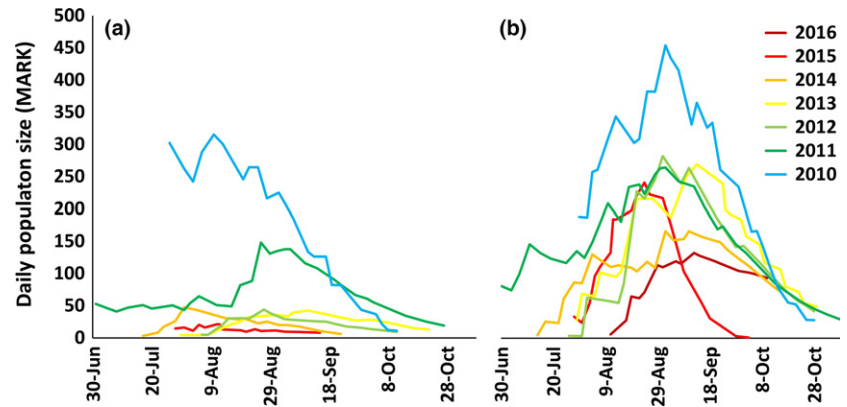 Daily populaton size (MARK)
500
450
400
350
300
250
200
150
100
50
0
(a)
30-Jun
20-Jul
9-Aug
29-Aug
18-Sep
8-Oct
28-Oct
(b)
30-Jun
20-Jul
9-Aug
29-Aug
18-Sep
8-Oct
28-Oct
2016
2015
2014
2013
2012
2011
2010